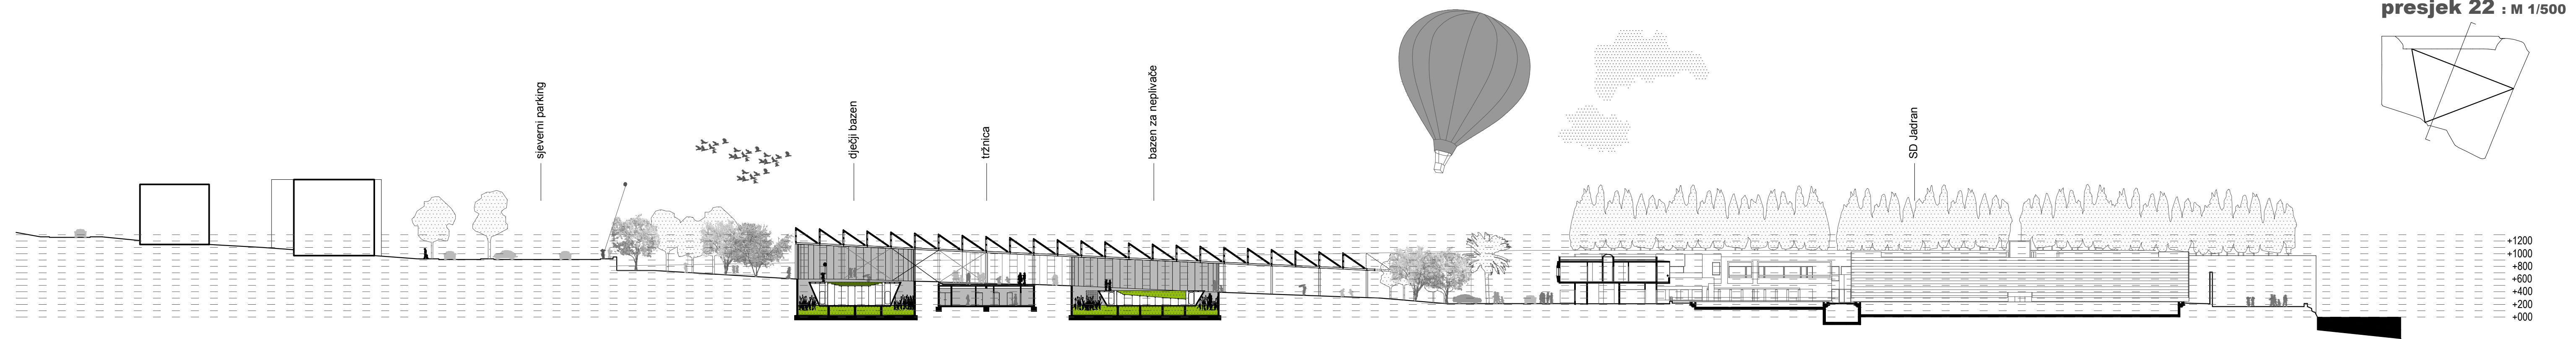 presjek 22 : M 1/500
sjeverni parking
dječji bazen
tržnica
bazen za neplivače
SD Jadran
+1200
+1000
+800
+600
+400
+200
+000